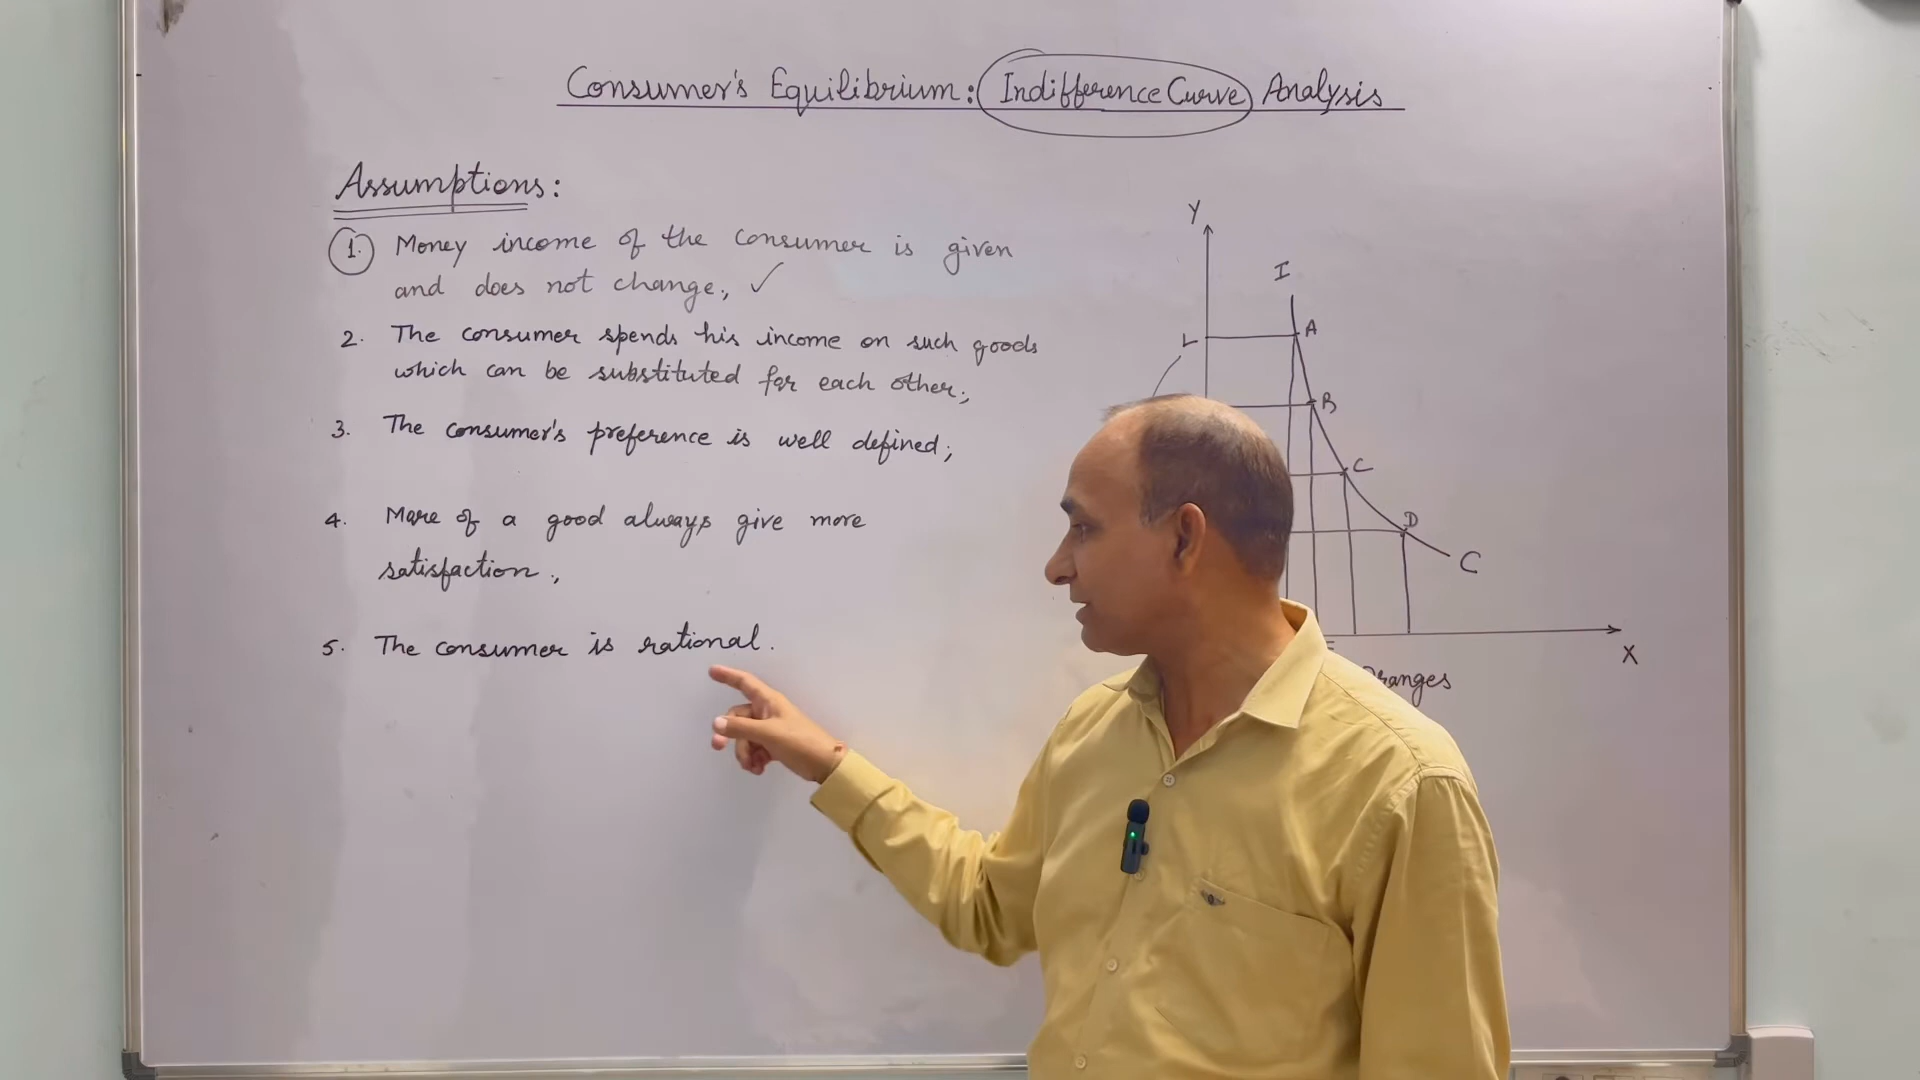 Consumer's Equilibrium: Indifference Curve Analysis
Assumptions:
1. Money income of the consumer is given
and does not change; ✓
2. The consumer spends his income on such goods
which can be substituted for each other;
3. The consumer's preference is well defined;
4. More of a good always give more
satisfaction;
5. The consumer is rational.
Y
I
L A
B
C
D
C
X